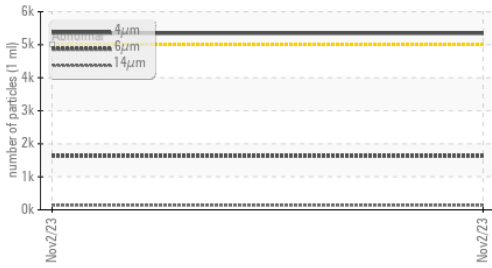 6k
4μm
Abnormal
6μm
5k
14μm
4k
3k
2k
1k
0k
number of particles (1 ml)
Nov2/23
Nov2/23